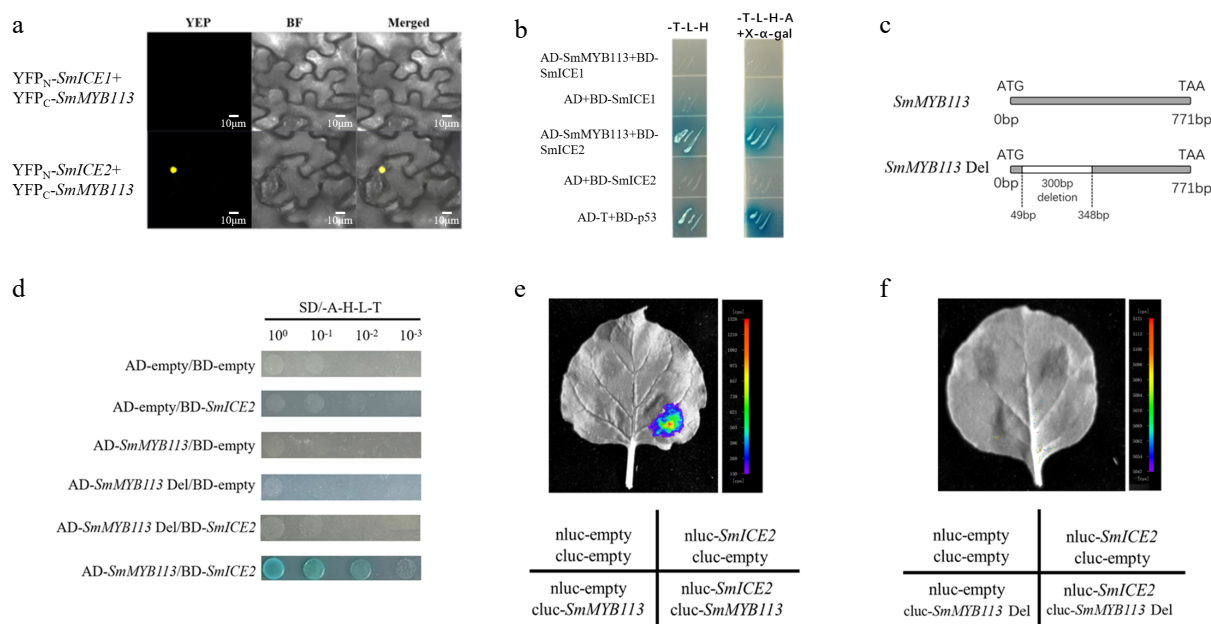 a
YEP BF Merged
YFPN-SmICE1+
YFPC-SmMYB113
10μm 10μm 10μm
YFPN-SmICE2+
YFPC-SmMYB113
10μm 10μm 10μm
b
-T-L-H
-T-L-H-A
+X-α-gal
AD-SmMYB113+BD-
SmICE1
AD+BD-SmICE1
AD-SmMYB113+BD-
SmICE2
AD+BD-SmICE2
AD-T+BD-p53
c
ATG TAA
SmMYB113
0bp 771bp
ATG TAA
SmMYB113 Del
0bp 300bp 771bp
deletion
49bp 348bp
d
SD/-A-H-L-T
10⁰ 10⁻¹ 10⁻² 10⁻³
AD-empty/BD-empty
AD-empty/BD-SmICE2
AD-SmMYB113/BD-empty
AD-SmMYB113 Del/BD-empty
AD-SmMYB113 Del/BD-SmICE2
AD-SmMYB113/BD-SmICE2
e
nluc-empty nluc-SmICE2
cluc-empty cluc-empty
nluc-empty nluc-SmICE2
cluc-SmMYB113 cluc-SmMYB113
f
nluc-empty nluc-SmICE2
cluc-empty cluc-empty
nluc-empty nluc-SmICE2
cluc-SmMYB113 Del cluc-SmMYB113 Del